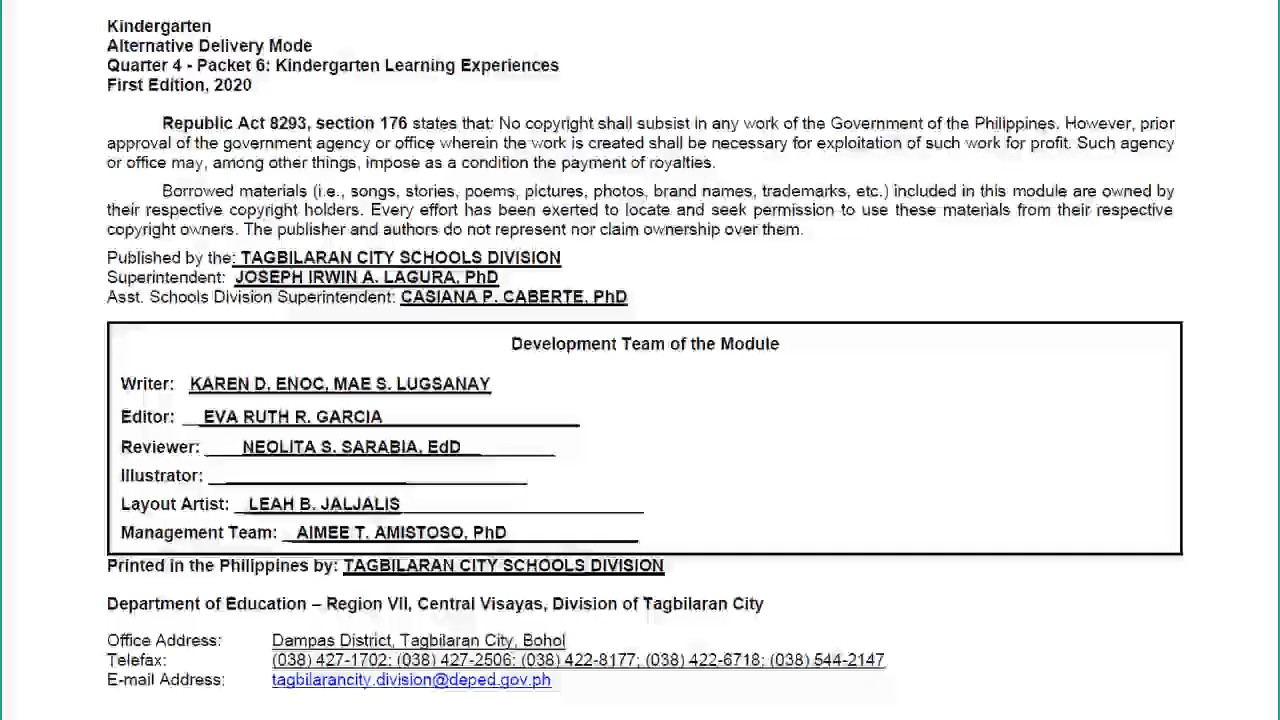 Kindergarten
Alternative Delivery Mode
Quarter 4 - Packet 6: Kindergarten Learning Experiences
First Edition, 2020
Republic Act 8293, section 176 states that: No copyright shall subsist in any work of the Government of the Philippines. However, prior
approval of the government agency or office wherein the work is created shall be necessary for exploitation of such work for profit. Such agency
or office may, among other things, impose as a condition the payment of royalties.
Borrowed materials (i.e., songs, stories, poems, pictures, photos, brand names, trademarks, etc.) included in this module are owned by
their respective copyright holders. Every effort has been exerted to locate and seek permission to use these materials from their respective
copyright owners. The publisher and authors do not represent nor claim ownership over them.
Published by the: TAGBILARAN CITY SCHOOLS DIVISION
Superintendent: JOSEPH IRWIN A. LAGURA, PhD
Asst. Schools Division Superintendent: CASIANA P. CABERTE, PhD
Development Team of the Module
Writer: KAREN D. ENOC, MAE S. LUGSANAY
Editor: EVA RUTH R. GARCIA
Reviewer: NEOLITA S. SARABIA, EdD
Illustrator:
Layout Artist: LEAH B. JALJALIS
Management Team: AIMEE T. AMISTOSO, PhD
Printed in the Philippines by: TAGBILARAN CITY SCHOOLS DIVISION
Department of Education – Region VII, Central Visayas, Division of Tagbilaran City
Office Address: Dampas District, Tagbilaran City, Bohol
Telefax: (038) 427-1702; (038) 427-2506; (038) 422-8177; (038) 422-6718; (038) 544-2147
E-mail Address: tagbilarancity.division@deped.gov.ph